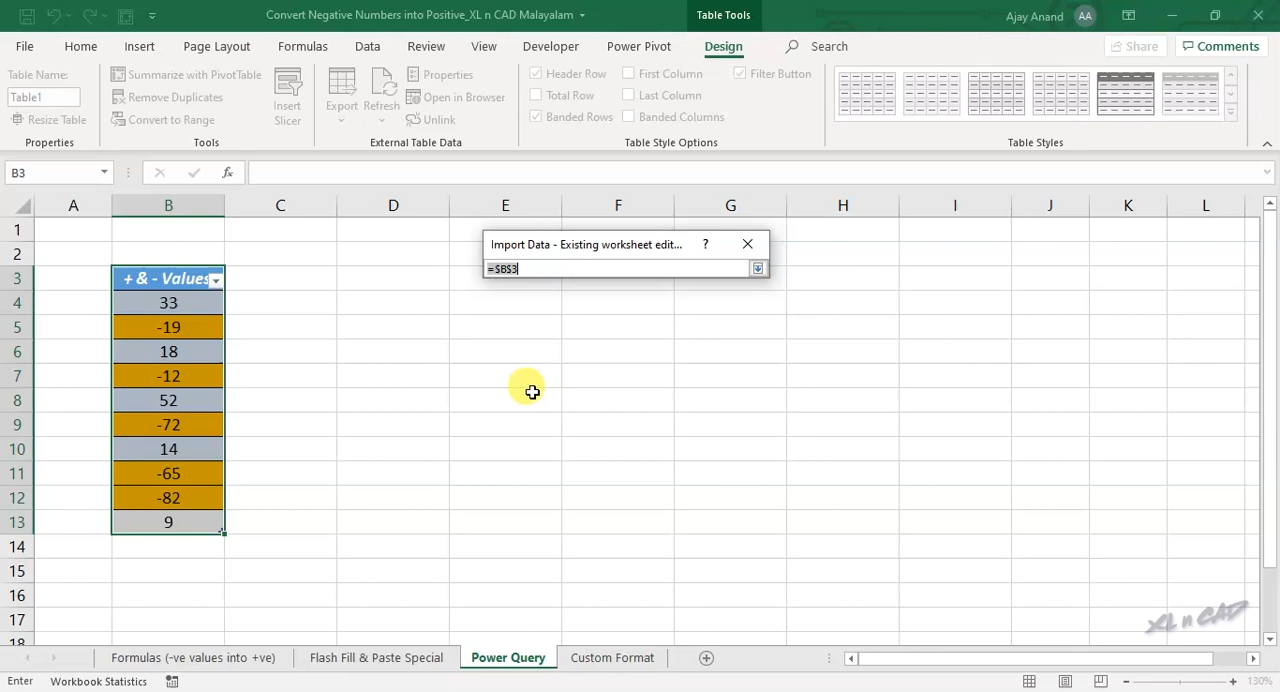 Convert Negative Numbers into Positive_XL n CAD Malayalam
Table Tools
Ajay Anand AA
File Home Insert Page Layout Formulas Data Review View Developer Power Pivot Design Search Share Comments
Table Name:
Table1
Resize Table
Properties
Summarize with PivotTable
Remove Duplicates
Convert to Range
Insert
Slicer
Tools
Export
Refresh
Properties
Open in Browser
Unlink
External Table Data
Header Row First Column Filter Button
Total Row Last Column
Banded Rows Banded Columns
Table Style Options
Table Styles
B3
fx
A B C D E F G H I J K L
1
2
3 + & - Values
4 33
5 -19
6 18
7 -12
8 52
9 -72
10 14
11 -65
12 -82
13 9
14
15
16
17
18
Import Data - Existing worksheet edit... ?
=$B$3
XL n CAD
Formulas (-ve values into +ve) Flash Fill & Paste Special Power Query Custom Format
Enter Workbook Statistics 130%